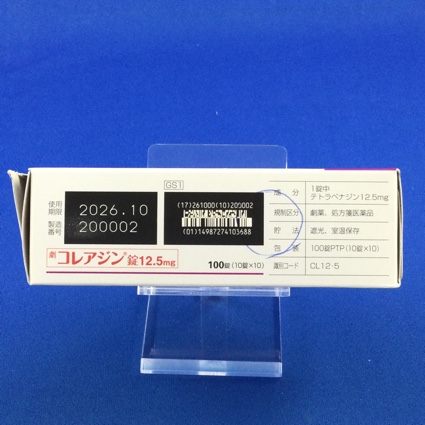 使用
期限
2026.10
製造
番号
200002
GS1
(17)261000(10)200002
(01)14987274103688
劇 コレアジン®錠12.5mg
100錠(10錠×10)
成分 1錠中
テトラベナジン12.5mg
規制区分 劇薬、処方箋医薬品
貯法 遮光、室温保存
包装 100錠PTP(10錠×10)
識別コード CL12・5